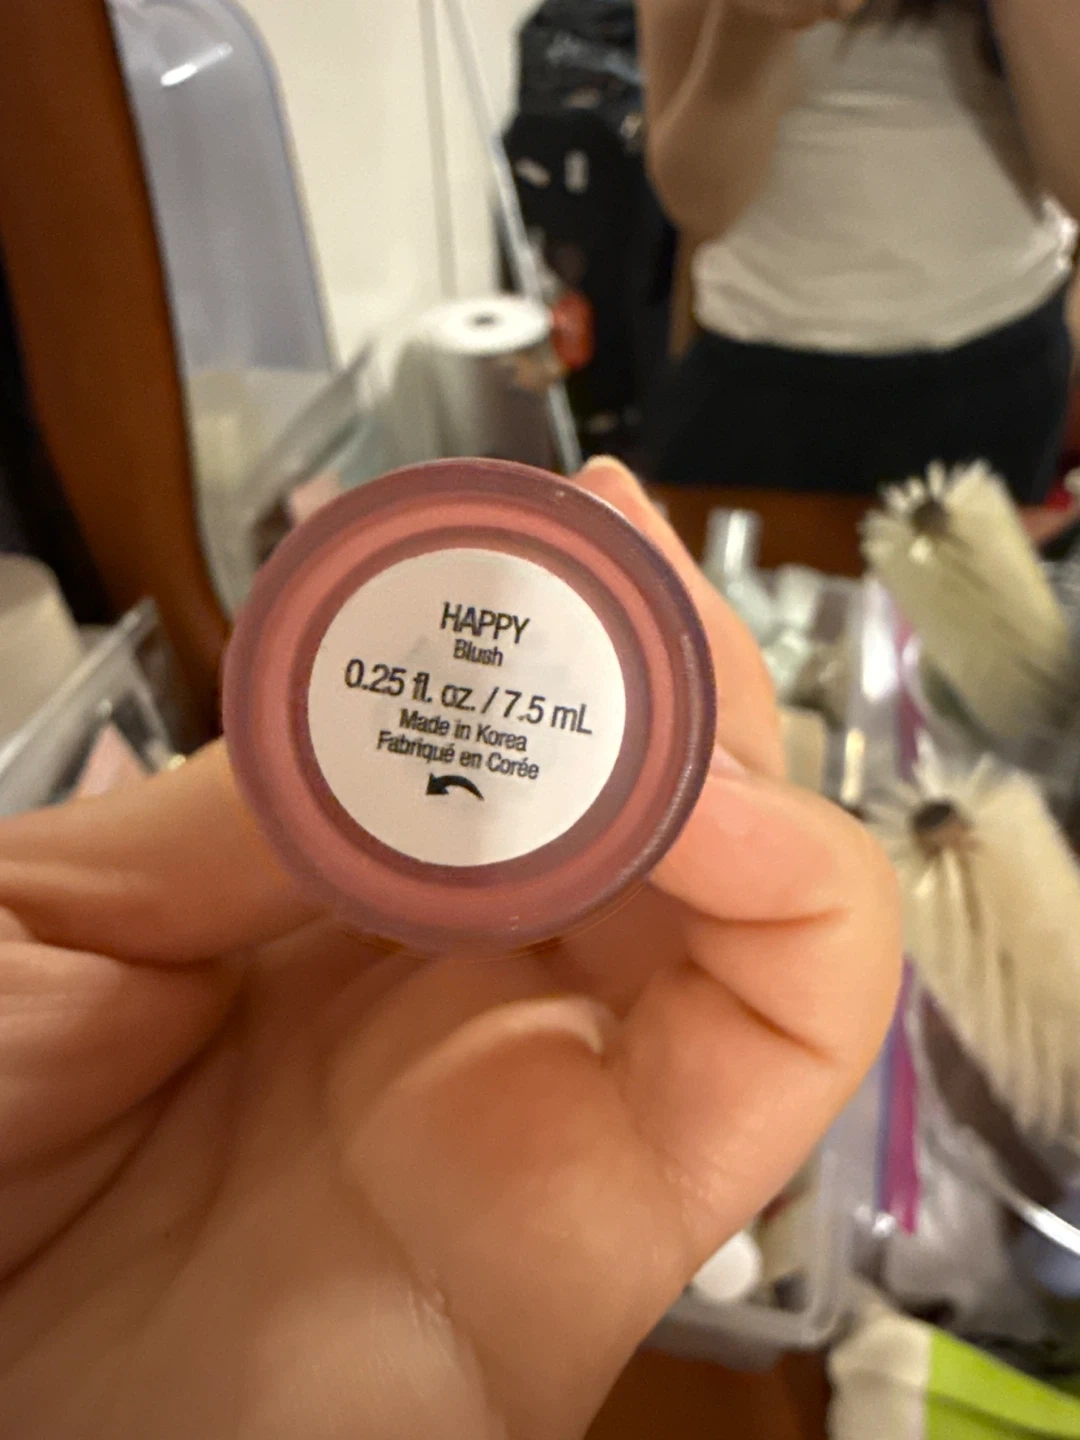 HAPPY
Blush
0.25 fl. oz. / 7.5 mL
Made in Korea
Fabriqué en Corée